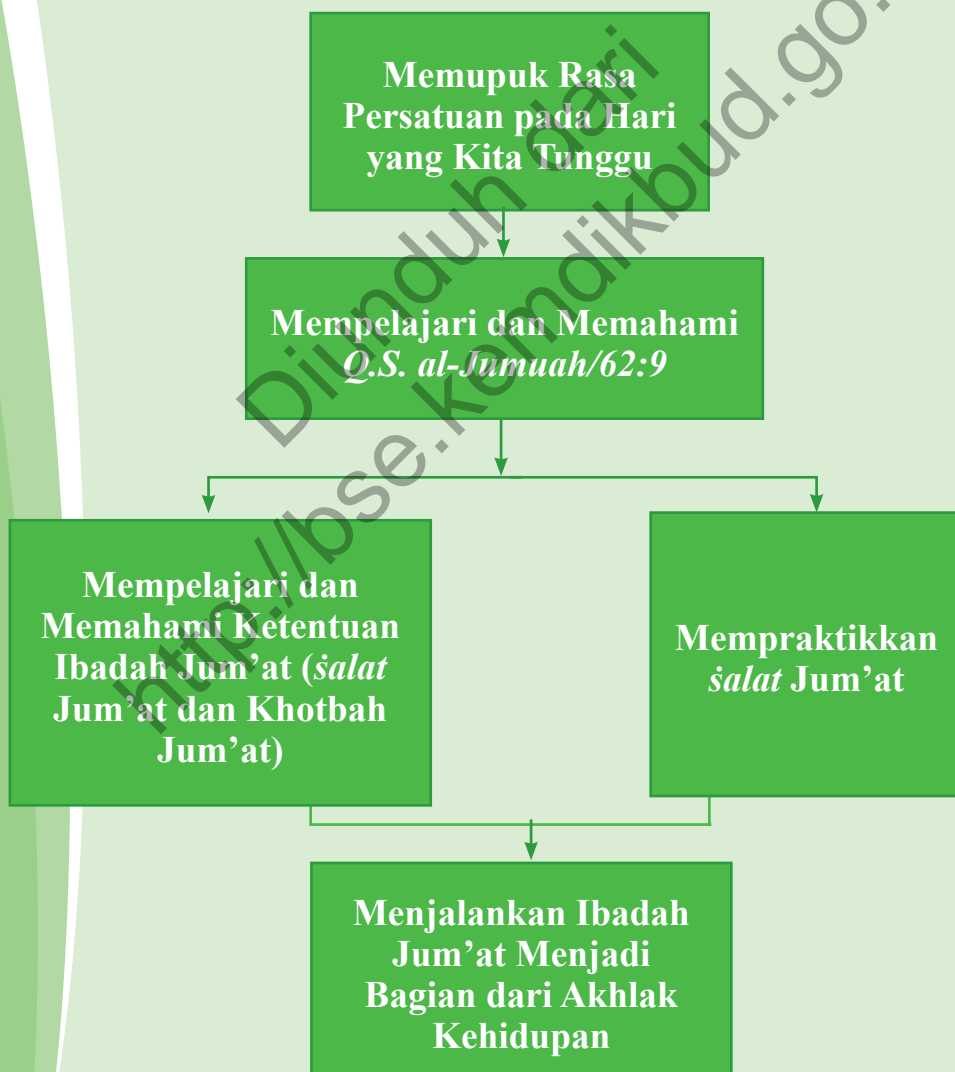 Memupuk Rasa
Persatuan pada Hari
yang Kita Tunggu
Mempelajari dan Memahami
Q.S. al-Jumuah/62:9
Mempelajari dan
Memahami Ketentuan
Ibadah Jum’at (ṡalat
Jum’at dan Khotbah
Jum’at)
Mempraktikkan
ṡalat Jum’at
Menjalankan Ibadah
Jum’at Menjadi
Bagian dari Akhlak
Kehidupan
Diunduh dari
http://bse.kemdikbud.go.